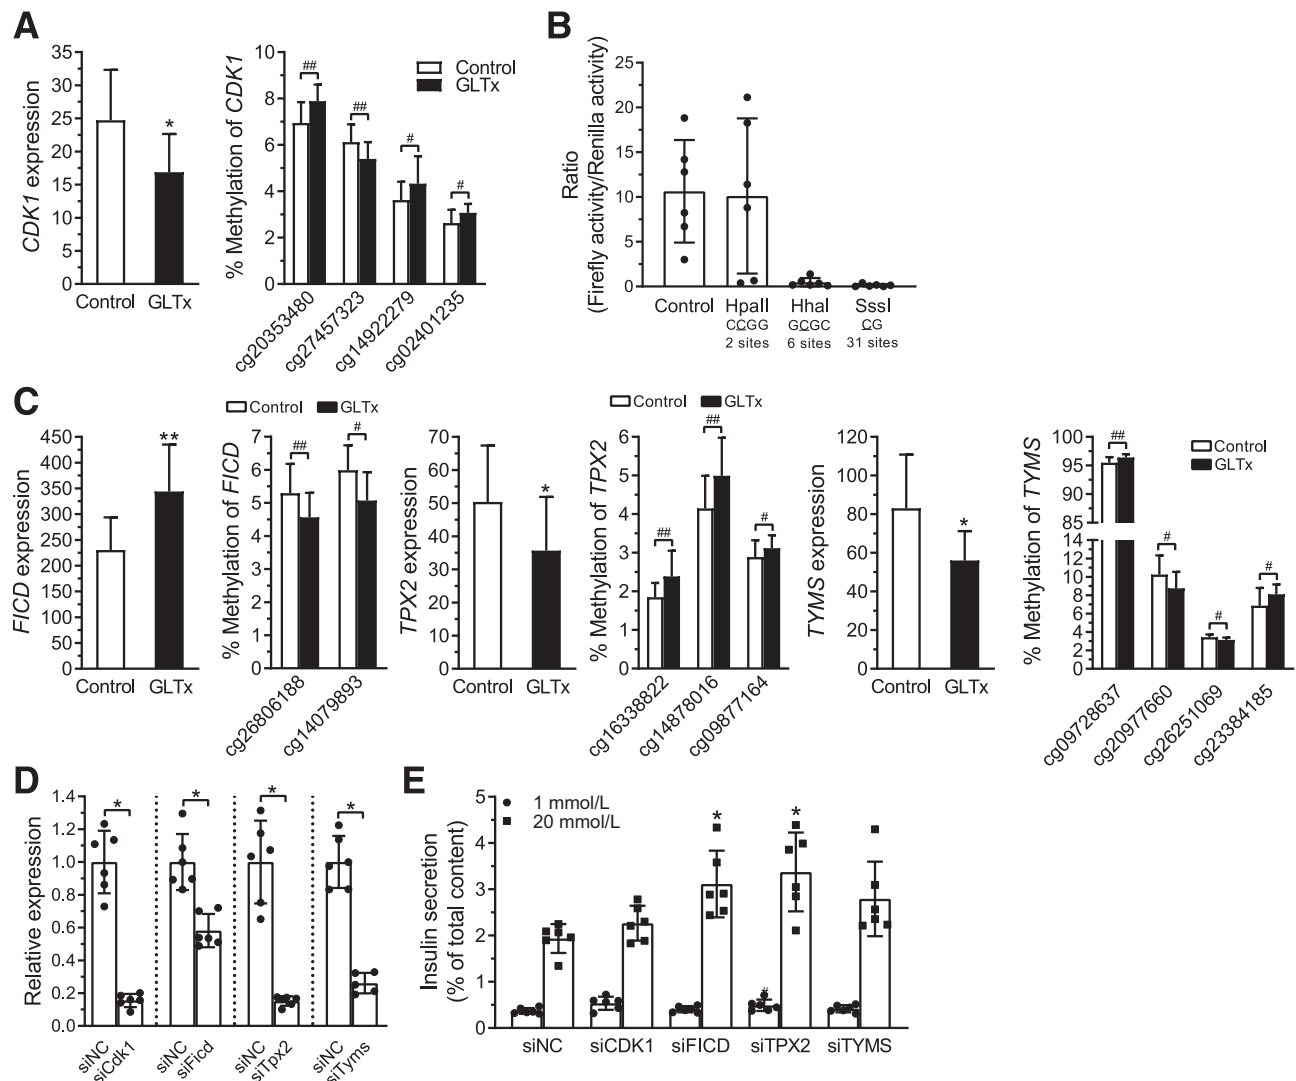 A
CDK1 expression
35
30
25
20
15
10
5
0
*
Control
GLTx
% Methylation of CDK1
10
8
6
4
2
0
##
##
#
#
Control
GLTx
cg20353480
cg27457323
cg14922279
cg02401235
B
Ratio
(Firefly activity/Renilla activity)
25
20
15
10
5
0
Control
HpaII
HhaI
SssI
CCGG
GCGC
CG
2 sites
6 sites
31 sites
C
FICD expression
450
400
350
300
250
200
150
100
50
0
**
Control
GLTx
Control
GLTx
% Methylation of FICD
7
6
5
4
3
2
1
0
##
#
cg26806188
cg14079893
TPX2 expression
70
60
50
40
30
20
10
0
*
Control
GLTx
Control
GLTx
% Methylation of TPX2
6
5
4
3
2
1
0
##
##
#
cg16338822
cg14878016
cg09877164
TYMS expression
120
100
80
60
40
20
0
*
Control
GLTx
% Methylation of TYMS
100
95
90
85
14
12
10
8
6
4
2
0
##
#
#
#
Control
GLTx
cg09728637
cg20977660
cg26251069
cg23384185
D
Relative expression
1.4
1.2
1.0
0.8
0.6
0.4
0.2
0.0
*
*
*
*
siNC
siCdk1
siNC
siFicd
siNC
siTpx2
siNC
siTyms
E
Insulin secretion
(% of total content)
5
4
3
2
1
0
1 mmol/L
20 mmol/L
*
*
#
siNC
siCDK1
siFICD
siTPX2
siTYMS